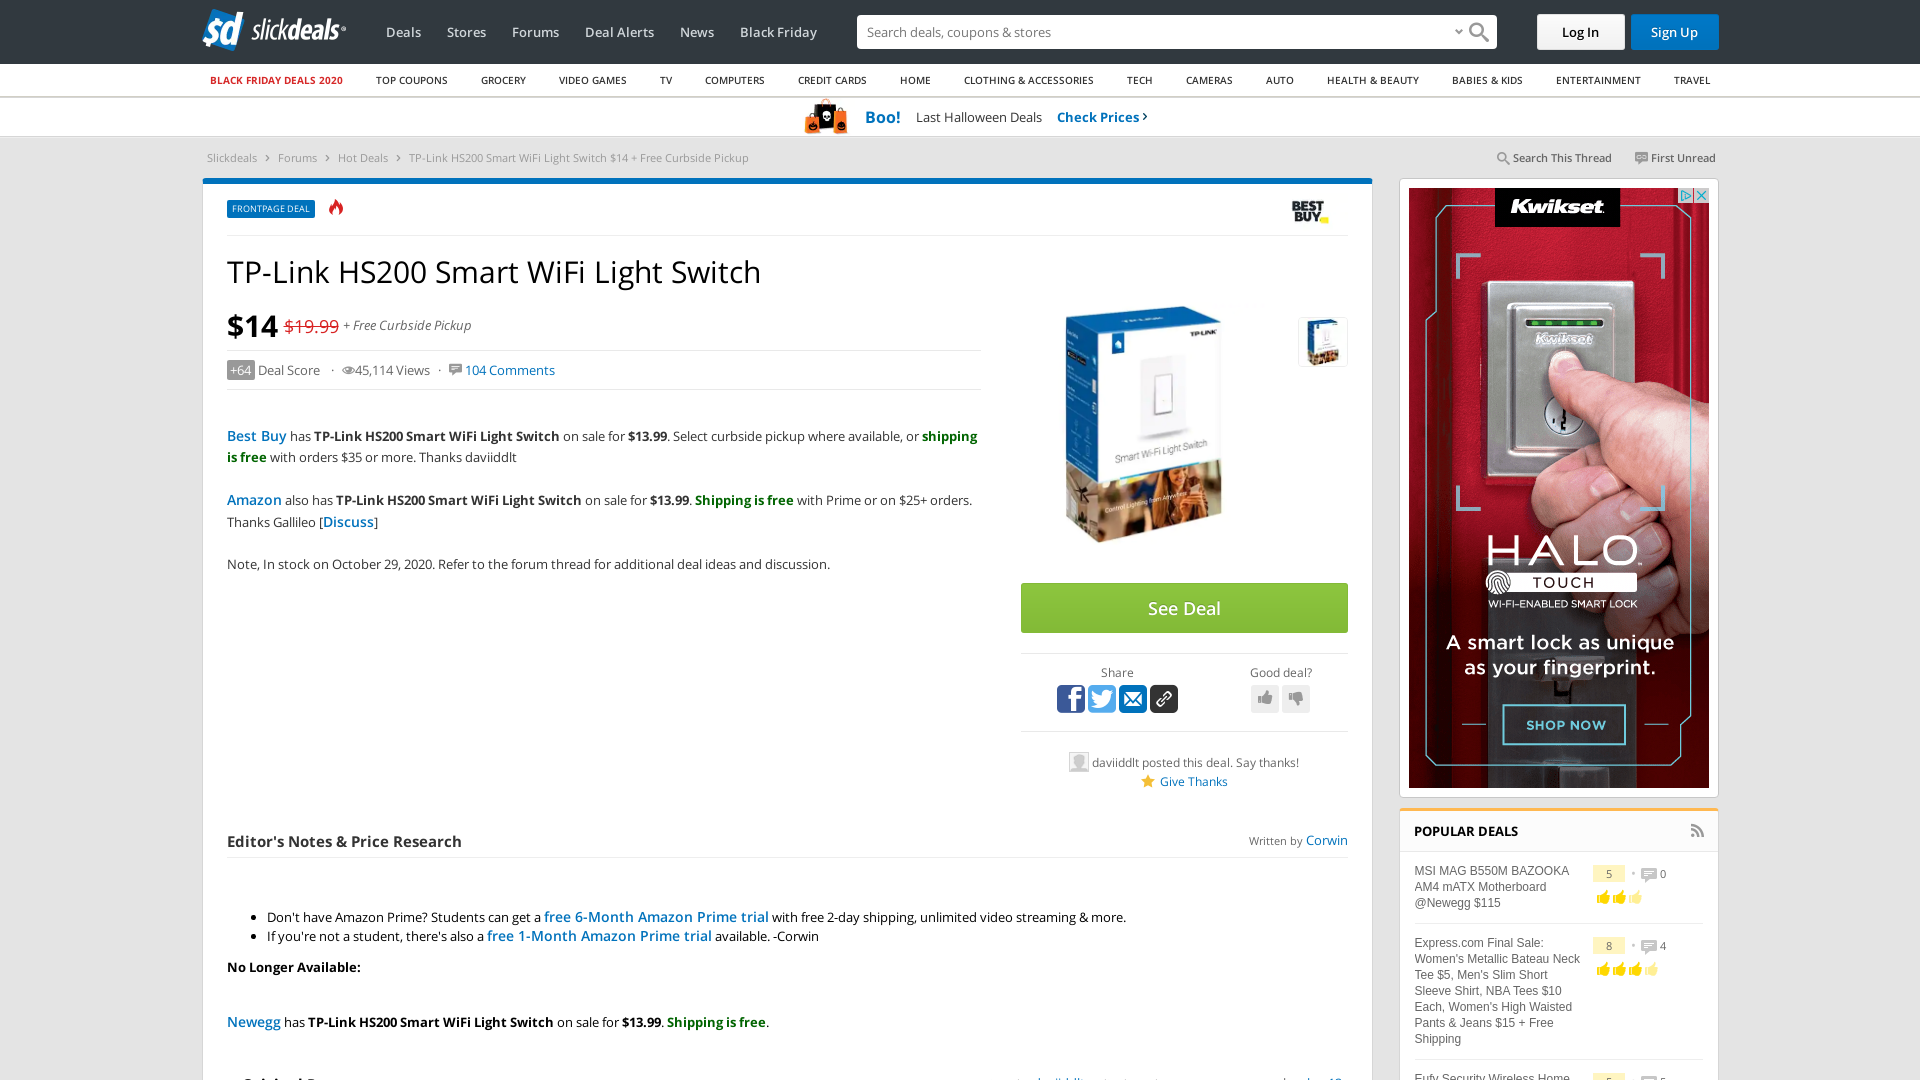 slickdeals
Deals
Stores
Forums
Deal Alerts
News
Black Friday
Search deals, coupons & stores
Log In
Sign Up
BLACK FRIDAY DEALS 2020
TOP COUPONS
GROCERY
VIDEO GAMES
TV
COMPUTERS
CREDIT CARDS
HOME
CLOTHING & ACCESSORIES
TECH
CAMERAS
AUTO
HEALTH & BEAUTY
BABIES & KIDS
ENTERTAINMENT
TRAVEL
Boo! Last Halloween Deals Check Prices
Slickdeals › Forums › Hot Deals › TP-Link HS200 Smart WiFi Light Switch $14 + Free Curbside Pickup
Search This Thread
First Unread
FRONTPAGE DEAL
BEST BUY
TP-Link HS200 Smart WiFi Light Switch
$14 $19.99 + Free Curbside Pickup
+64 Deal Score · 45,114 Views · 104 Comments
Best Buy has TP-Link HS200 Smart WiFi Light Switch on sale for $13.99. Select curbside pickup where available, or shipping
is free with orders $35 or more. Thanks daviiddlt
Amazon also has TP-Link HS200 Smart WiFi Light Switch on sale for $13.99. Shipping is free with Prime or on $25+ orders.
Thanks Gallileo [Discuss]
Note, In stock on October 29, 2020. Refer to the forum thread for additional deal ideas and discussion.
TP-LINK
Smart Wi-Fi Light Switch
Control Lighting from Anywhere
See Deal
Share
Good deal?
daviiddlt posted this deal. Say thanks!
Give Thanks
Editor's Notes & Price Research
Written by Corwin
• Don't have Amazon Prime? Students can get a free 6-Month Amazon Prime trial with free 2-day shipping, unlimited video streaming & more.
• If you're not a student, there's also a free 1-Month Amazon Prime trial available. -Corwin
No Longer Available:
Newegg has TP-Link HS200 Smart WiFi Light Switch on sale for $13.99. Shipping is free.
Kwikset
Kwikset
HALO
TOUCH
WI-FI-ENABLED SMART LOCK
A smart lock as unique
as your fingerprint.
SHOP NOW
POPULAR DEALS
MSI MAG B550M BAZOOKA
AM4 mATX Motherboard
@Newegg $115
5 • 0
Express.com Final Sale:
Women's Metallic Bateau Neck
Tee $5, Men's Slim Short
Sleeve Shirt, NBA Tees $10
Each, Women's High Waisted
Pants & Jeans $15 + Free
Shipping
8 • 4
Eufy Security Wireless Home